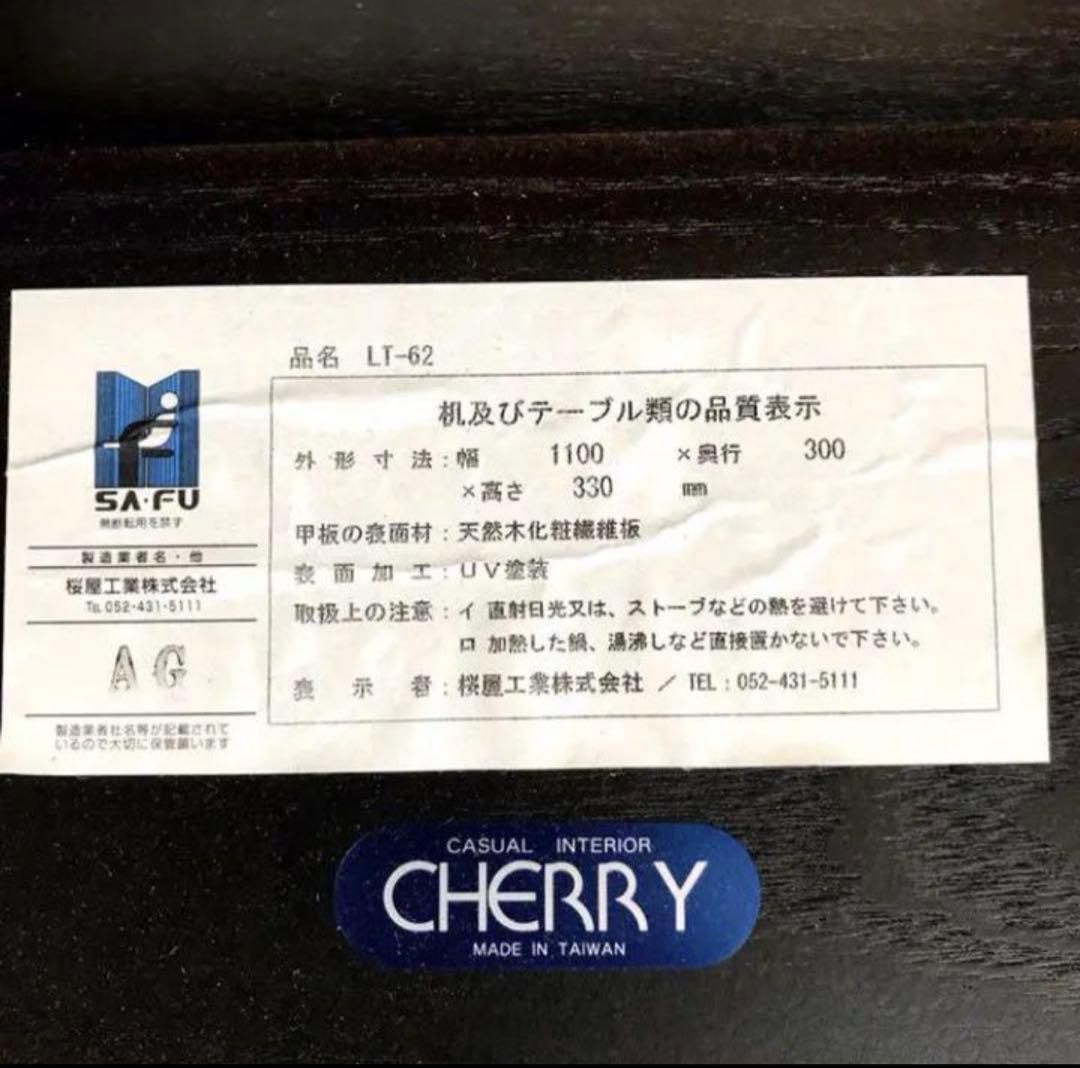 品名 LT-62
机及びテーブル類の品質表示
外形寸法:幅 1100 ×奥行 300
×高さ 330 mm
甲板の表面材:天然木化粧繊維板
表面加工:UV塗装
取扱上の注意:イ 直射日光又は、ストーブなどの熱を避けて下さい。
ロ 加熱した鍋、湯沸しなど直接置かないで下さい。
表示者:桜屋工業株式会社 / TEL:052-431-5111
SA・FU
無断転用を禁ず
製造業者名・他
桜屋工業株式会社
TEL 052-431-5111
AG
製造業者社名等が記載されて
いるので大切に保管願います
CASUAL INTERIOR
CHERRY
MADE IN TAIWAN